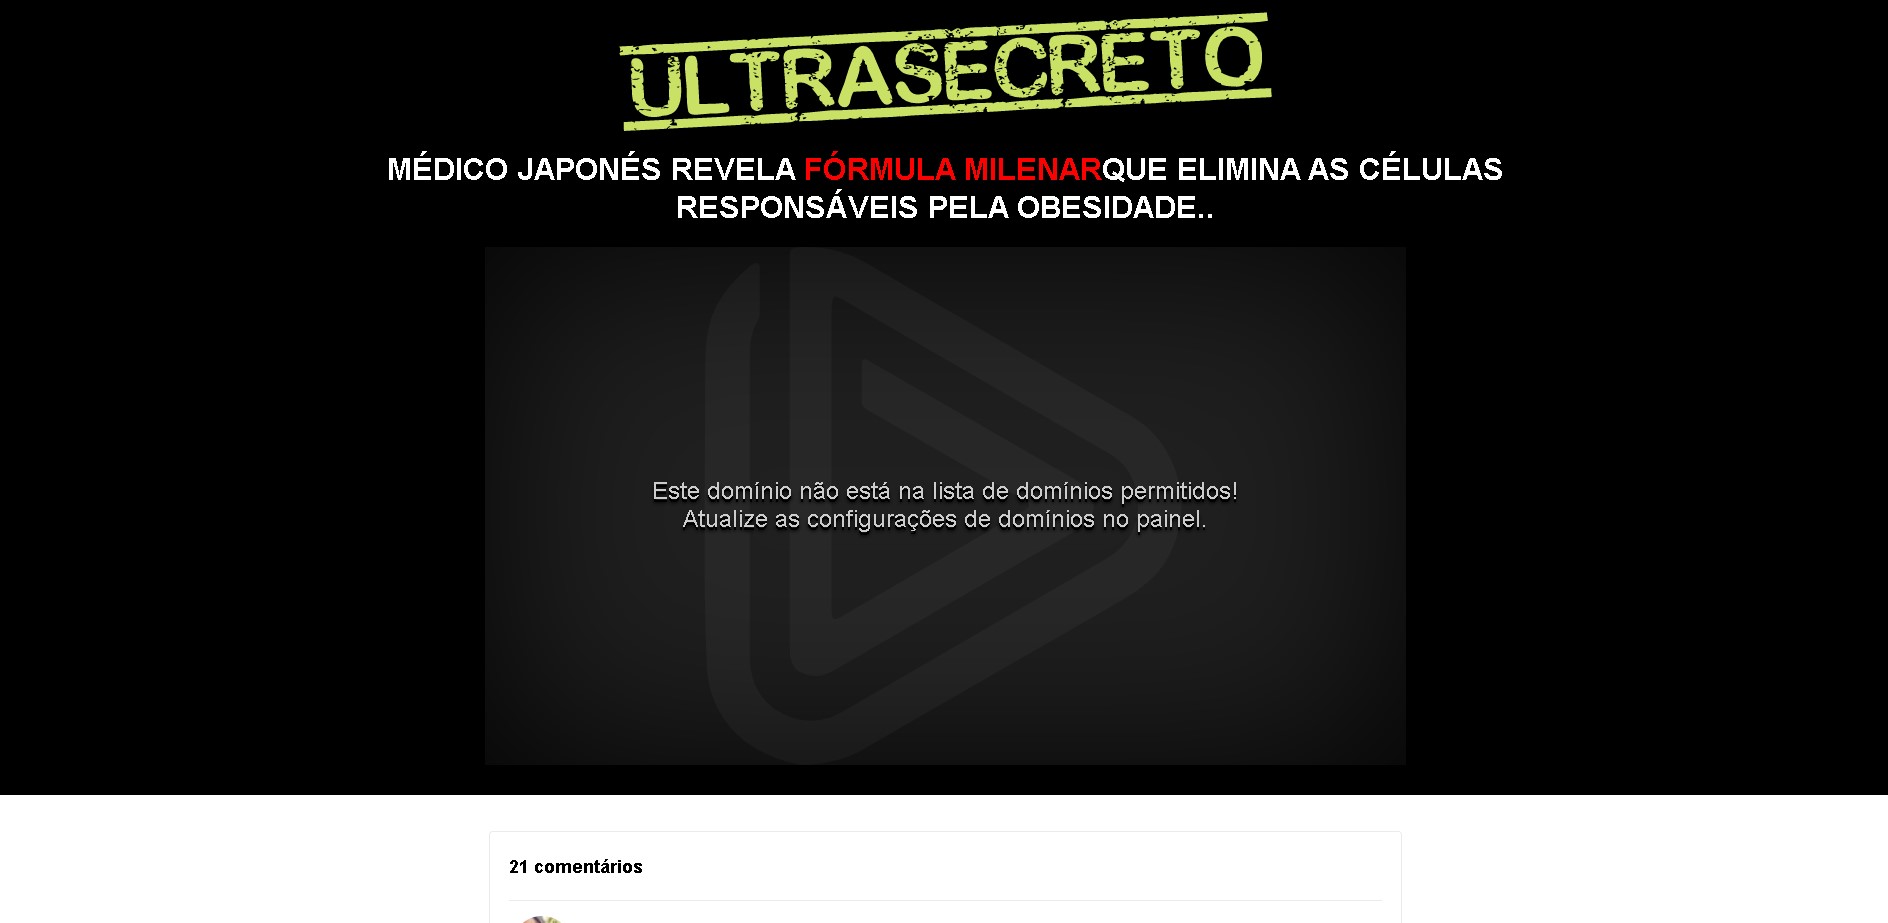 ULTRASECRETO
MÉDICO JAPONÉS REVELA FÓRMULA MILENARQUE ELIMINA AS CÉLULAS
RESPONSÁVEIS PELA OBESIDADE..
Este domínio não está na lista de domínios permitidos!
Atualize as configurações de domínios no painel.
21 comentários